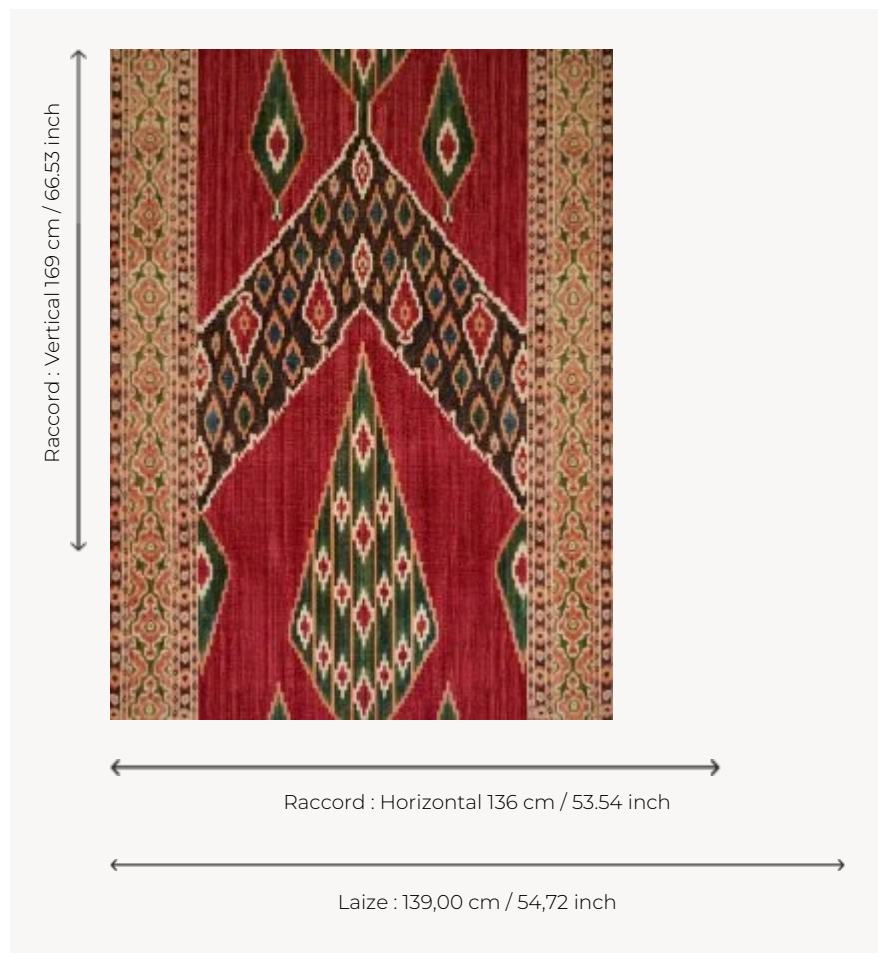 Raccord : Vertical 169 cm / 66.53 inch
Raccord : Horizontal 136 cm / 53.54 inch
Laize : 139,00 cm / 54,72 inch